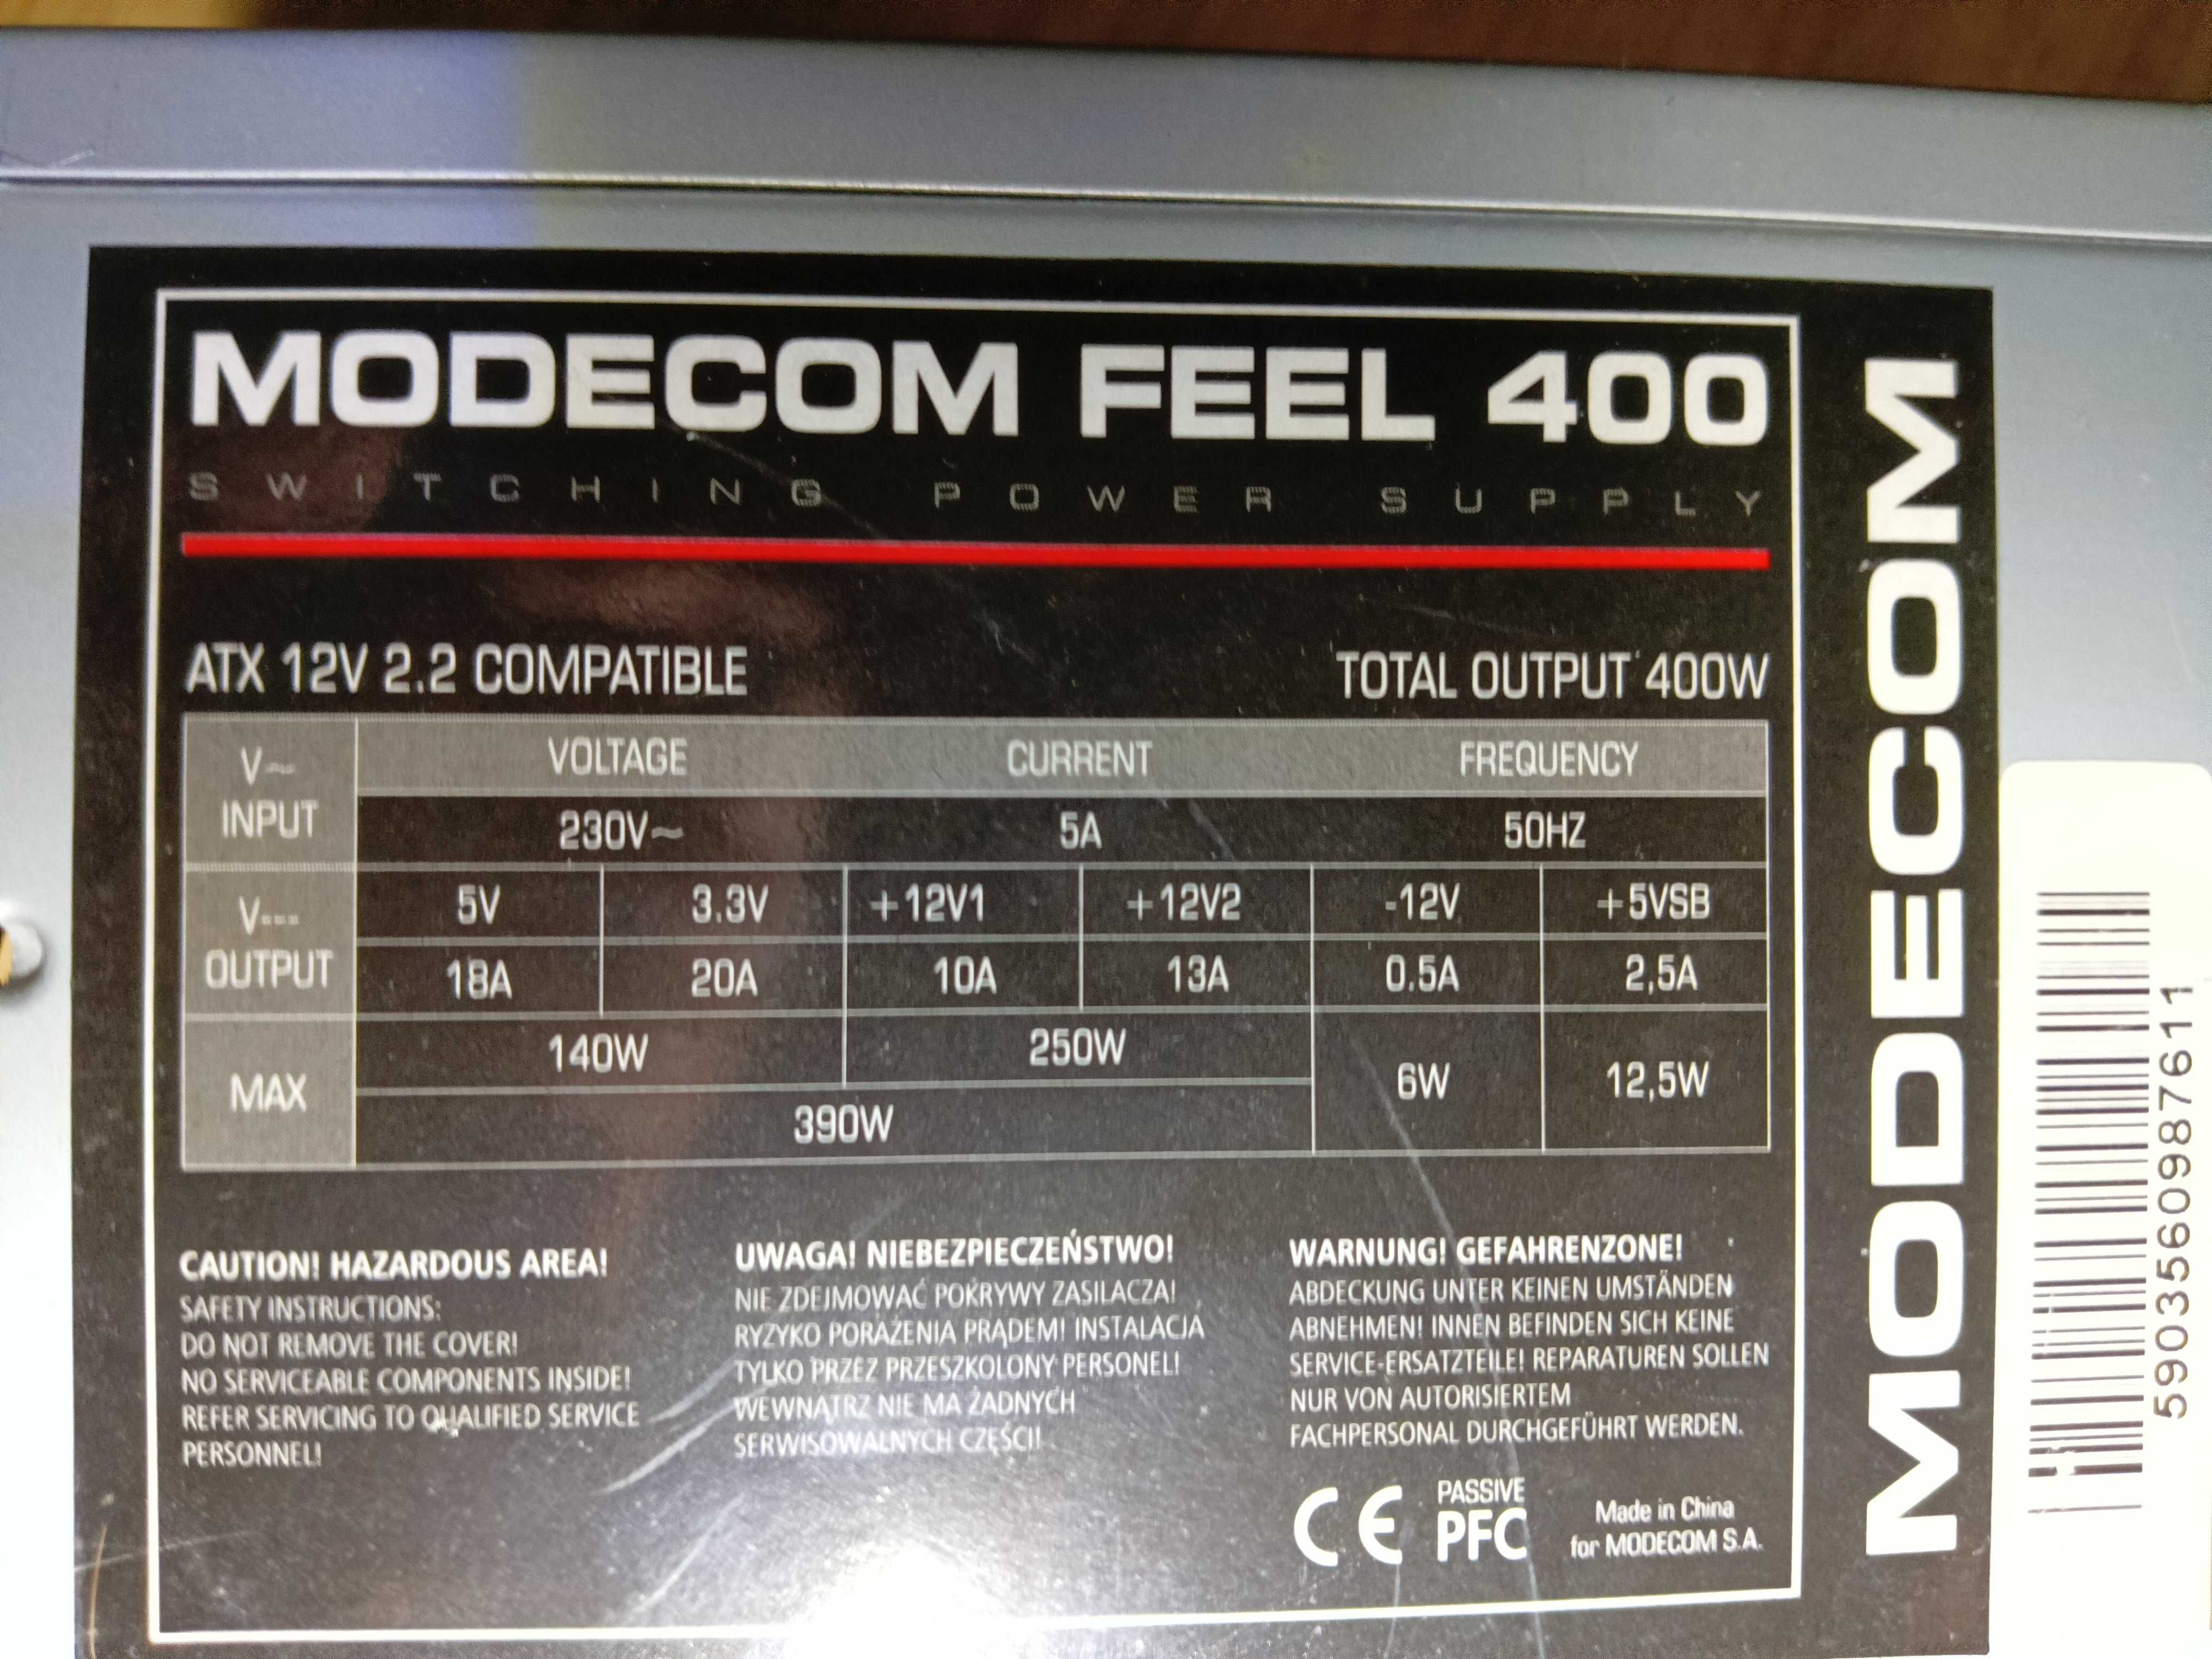 MODECOM FEEL 400
SWITCHING POWER SUPPLY
ATX 12V 2.2 COMPATIBLE TOTAL OUTPUT 400W
V~ INPUT VOLTAGE CURRENT FREQUENCY
230V~ 5A 50HZ
V--- OUTPUT 5V 3.3V +12V1 +12V2 -12V +5VSB
18A 20A 10A 13A 0.5A 2,5A
MAX 140W 250W 6W 12,5W
390W
CAUTION! HAZARDOUS AREA!
SAFETY INSTRUCTIONS:
DO NOT REMOVE THE COVER!
NO SERVICEABLE COMPONENTS INSIDE!
REFER SERVICING TO QUALIFIED SERVICE
PERSONNEL!
UWAGA! NIEBEZPIECZEŃSTWO!
NIE ZDEJMOWAĆ POKRYWY ZASILACZA!
RYZYKO PORAŻENIA PRĄDEM! INSTALACJA
TYLKO PRZEZ PRZESZKOLONY PERSONEL!
WEWNĄTRZ NIE MA ŻADNYCH
SERWISOWALNYCH CZĘŚCI!
WARNUNG! GEFAHRENZONE!
ABDECKUNG UNTER KEINEN UMSTÄNDEN
ABNEHMEN! INNEN BEFINDEN SICH KEINE
SERVICE-ERSATZTEILE! REPARATUREN SOLLEN
NUR VON AUTORISIERTEM
FACHPERSONAL DURCHGEFÜHRT WERDEN.
CE
PASSIVE
PFC
Made in China
for MODECOM S.A.
MODECOM
5903560987611